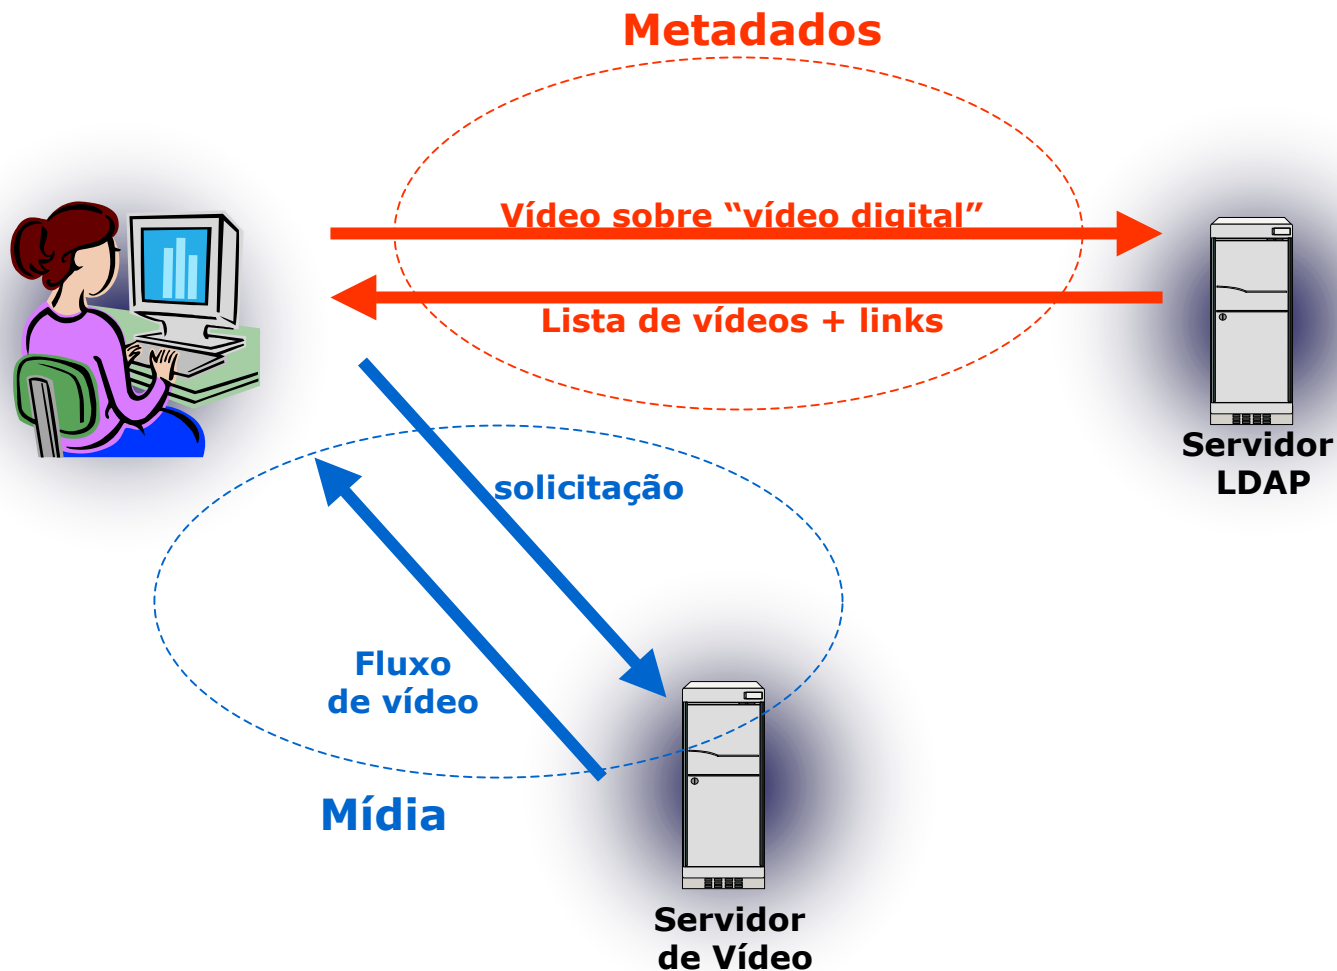 Metadados
Vídeo sobre “vídeo digital”
Lista de vídeos + links
Servidor
LDAP
solicitação
Fluxo
de vídeo
Mídia
Servidor
de Vídeo